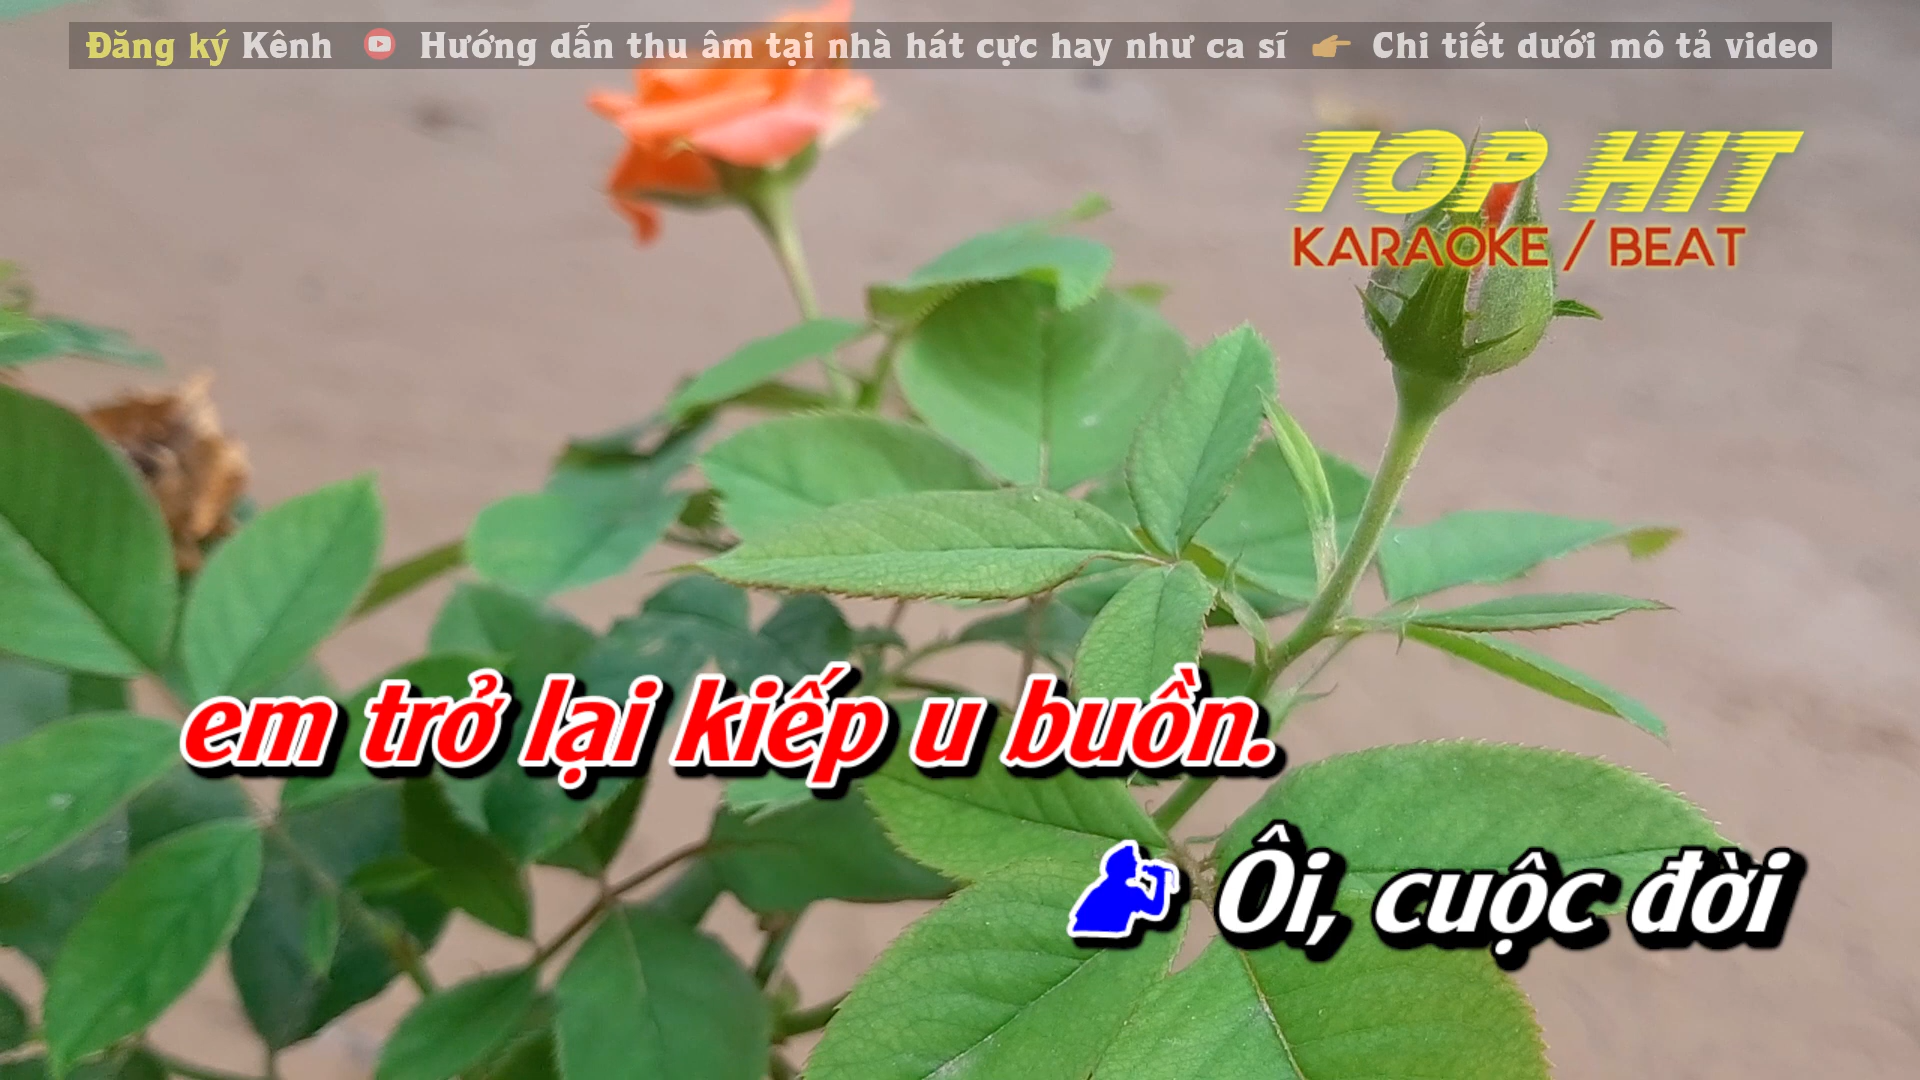 Đăng ký Kênh Hướng dẫn thu âm tại nhà hát cực hay như ca sĩ Chi tiết dưới mô tả video
TOP HIT
KARAOKE / BEAT
em trở lại kiếp u buồn.
Ôi, cuộc đời